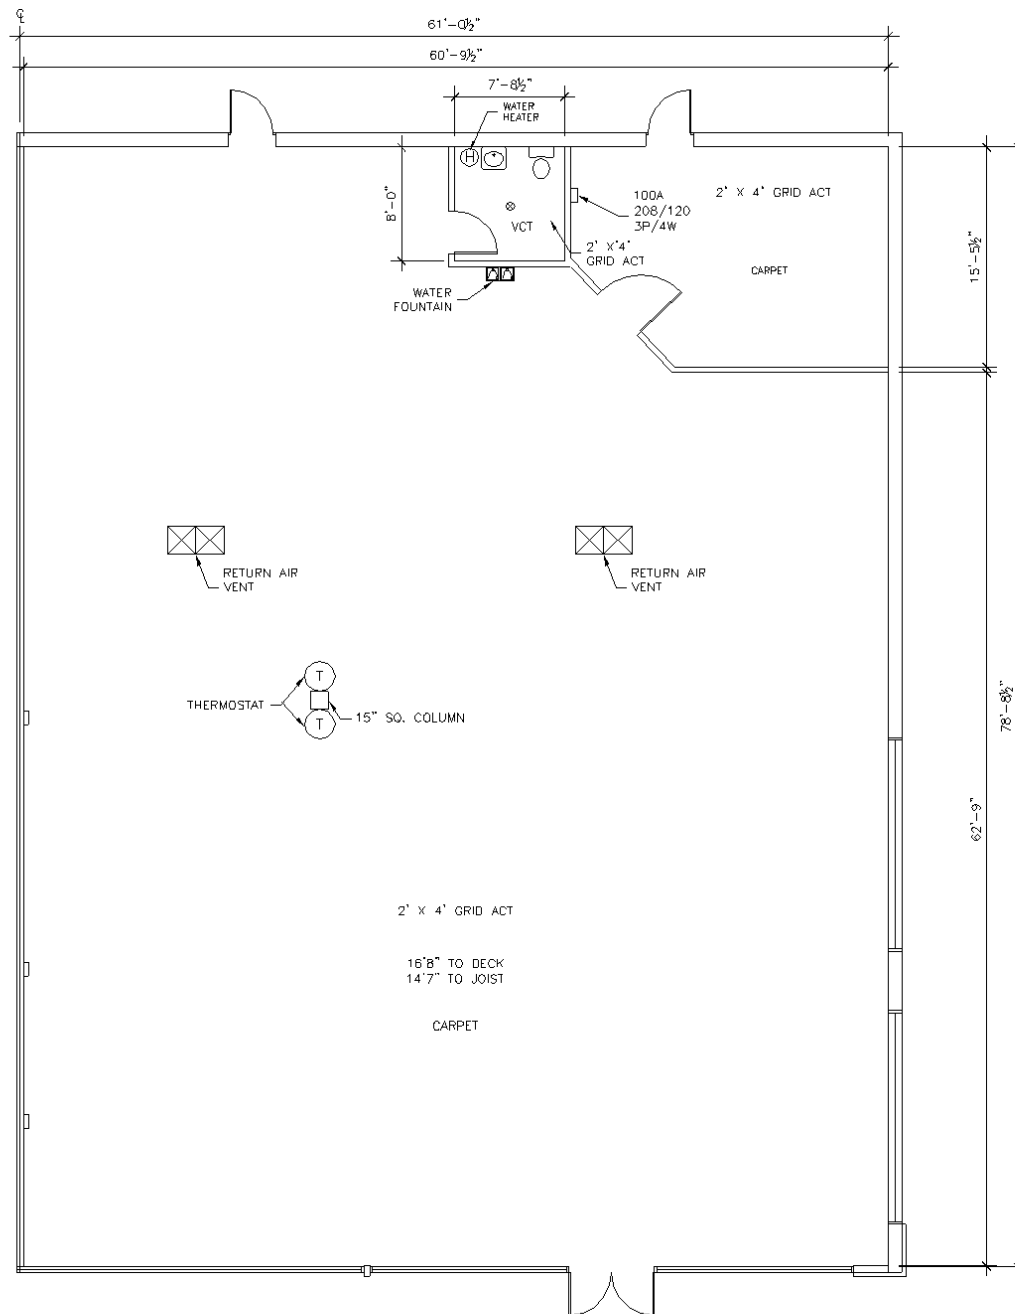 ℄
61'-0½"
60'-9½"
7'-8½"
WATER
HEATER
H
8'-0"
100A
208/120
3P/4W
2' X 4' GRID ACT
VCT
2' X 4'
GRID ACT
CARPET
15'-5½"
WATER
FOUNTAIN
RETURN AIR
VENT
RETURN AIR
VENT
T
THERMOSTAT
15" SQ. COLUMN
T
78'-8½"
62'-9"
2' X 4' GRID ACT
16'8" TO DECK
14'7" TO JOIST
CARPET